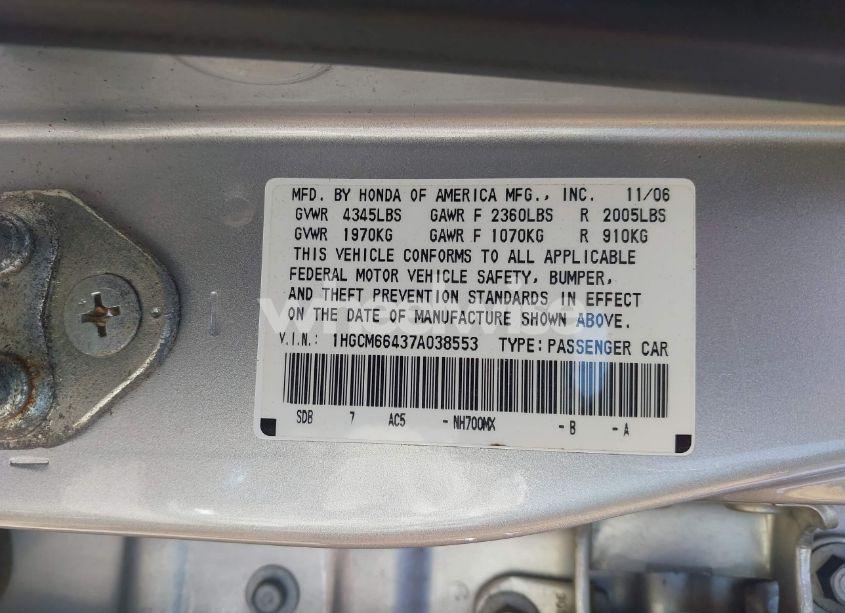 MFD. BY HONDA OF AMERICA MFG., INC. 11/06
GVWR 4345LBS GAWR F 2360LBS R 2005LBS
GVWR 1970KG GAWR F 1070KG R 910KG
THIS VEHICLE CONFORMS TO ALL APPLICABLE
FEDERAL MOTOR VEHICLE SAFETY, BUMPER,
AND THEFT PREVENTION STANDARDS IN EFFECT
ON THE DATE OF MANUFACTURE SHOWN ABOVE.
V.I.N.: 1HGCM66437A038553 TYPE:PASSENGER CAR
SDB 7 AC5 -NH700MX -B -A